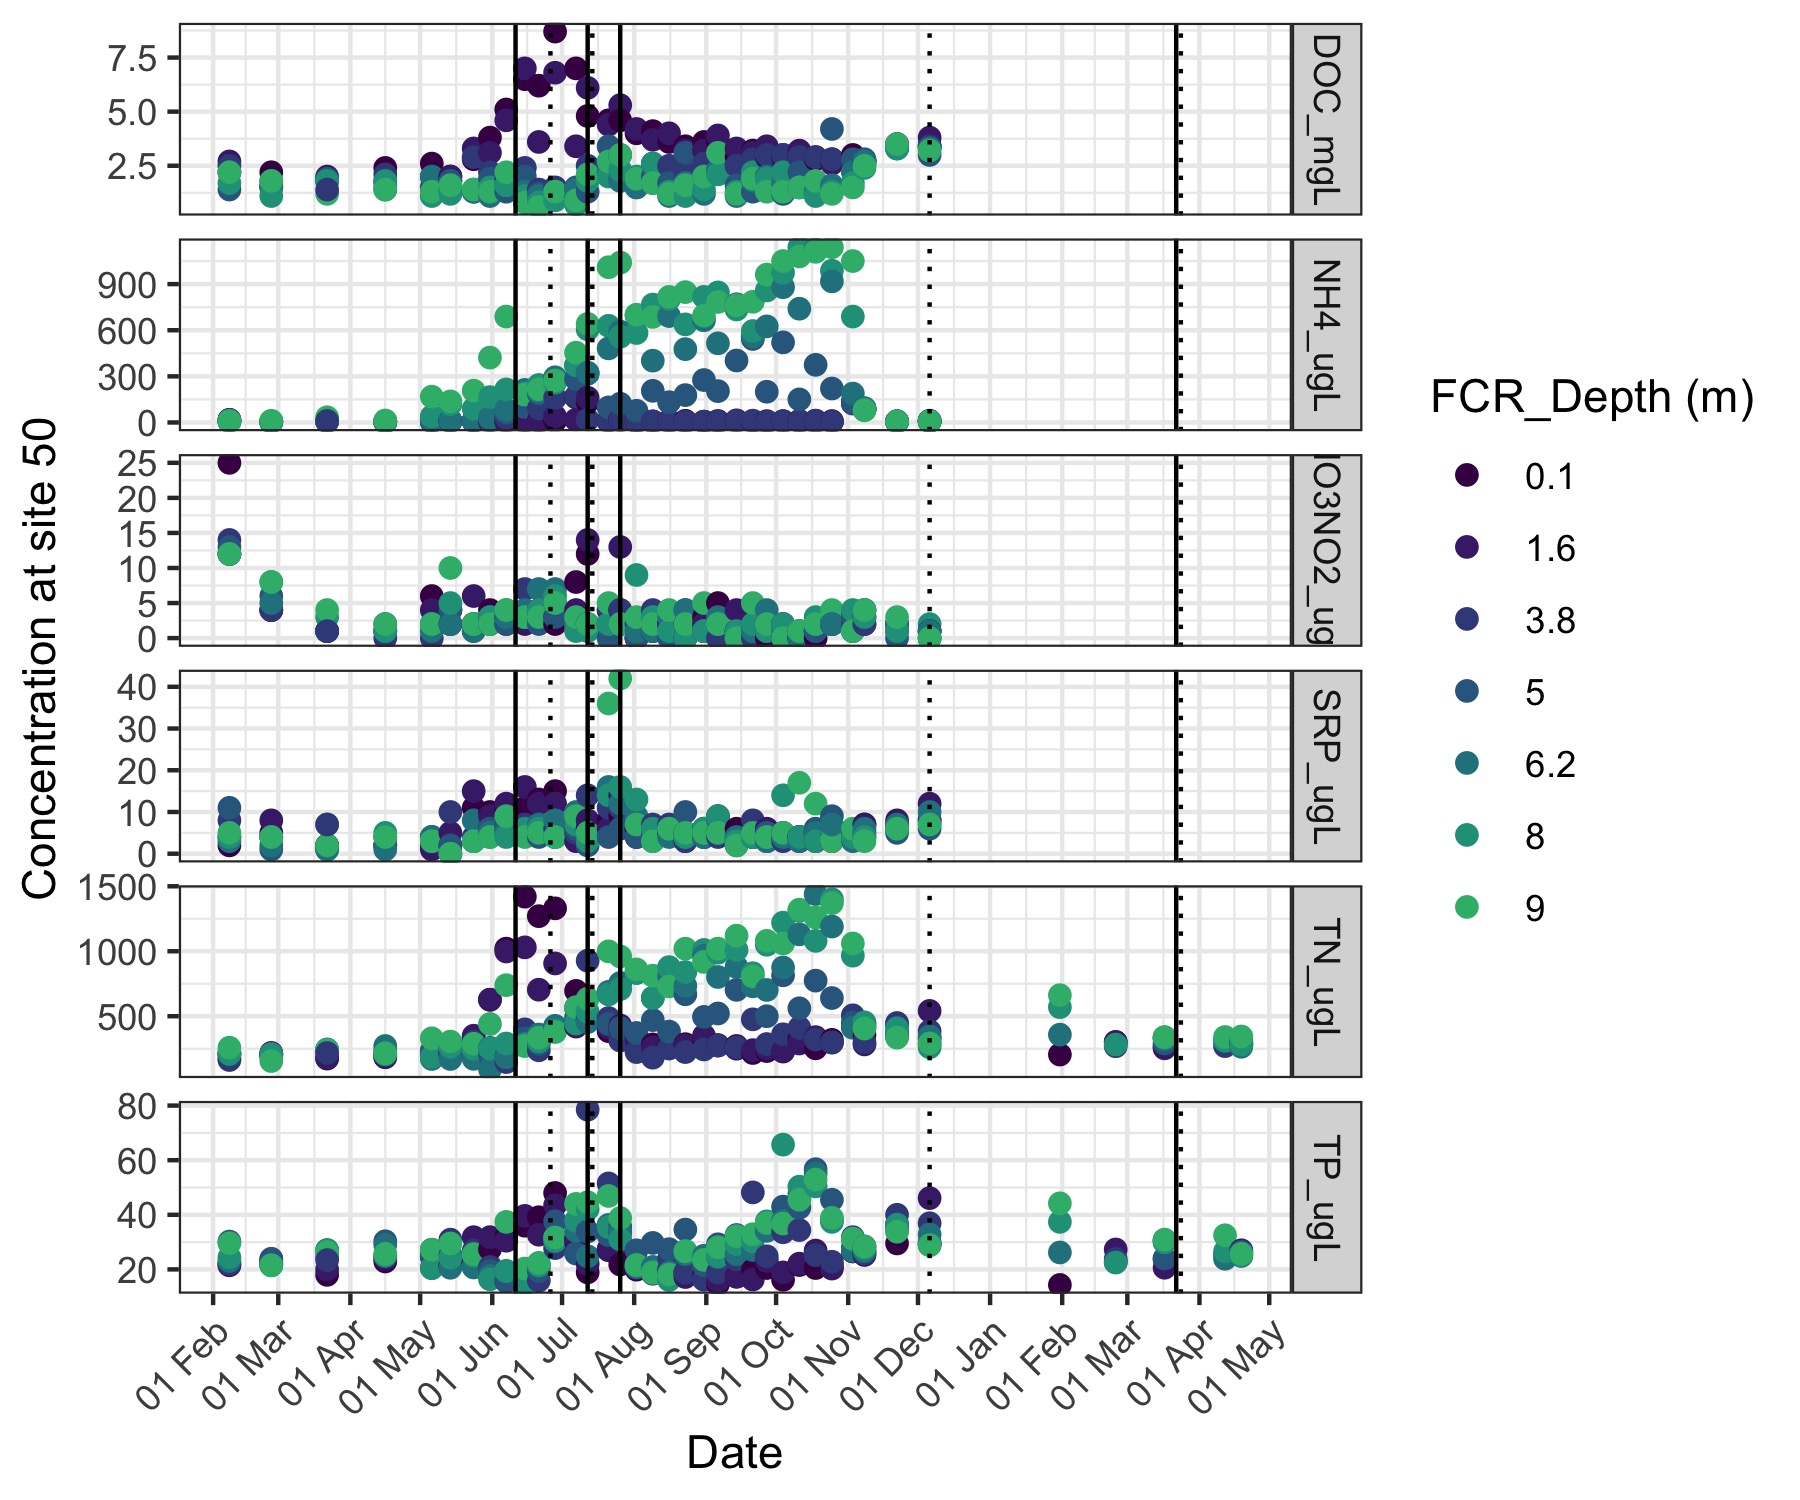 Concentration at site 50
7.5
5.0
2.5
DOC_mgL
900
600
300
0
NH4_ugL
25
20
15
10
5
0
IO3NO2_ug
40
30
20
10
0
SRP_ugL
1500
1000
500
TN_ugL
80
60
40
20
TP_ugL
01 Feb
01 Mar
01 Apr
01 May
01 Jun
01 Jul
01 Aug
01 Sep
01 Oct
01 Nov
01 Dec
01 Jan
01 Feb
01 Mar
01 Apr
01 May
Date
FCR_Depth (m)
0.1
1.6
3.8
5
6.2
8
9